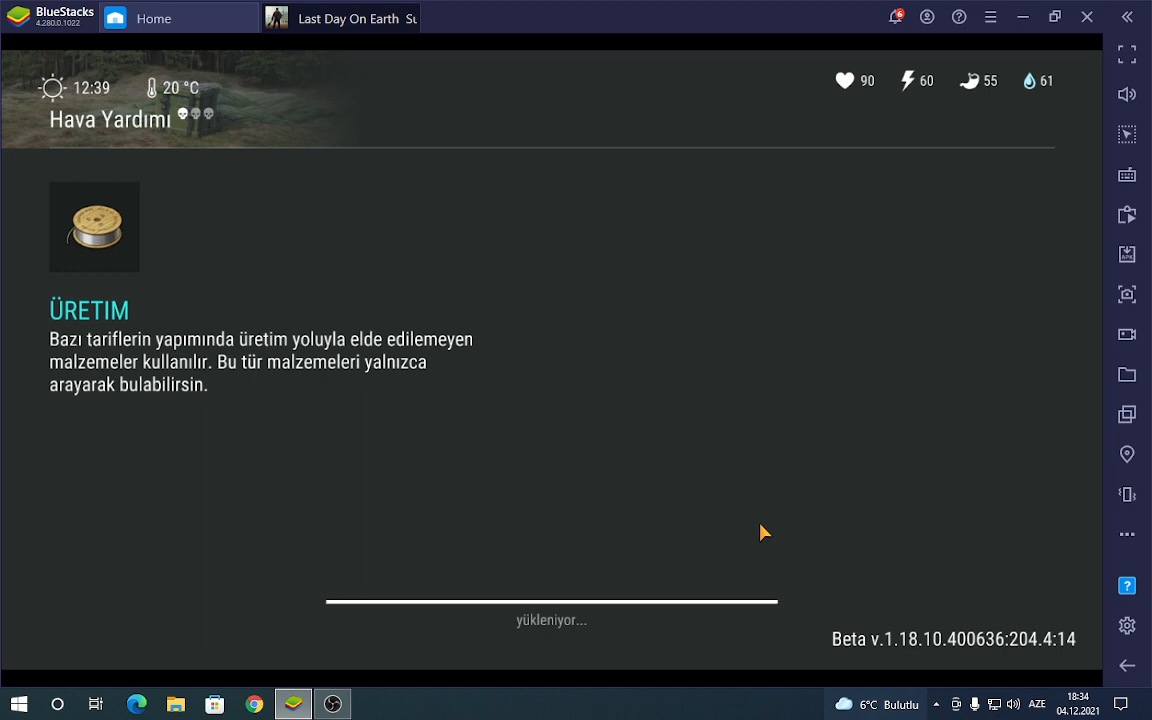 BlueStacks
4.280.0.1022
Home
Last Day On Earth Su
6
12:39
20 °C
90
60
55
61
Hava Yardımı
ÜRETIM
Bazı tariflerin yapımında üretim yoluyla elde edilemeyen
malzemeler kullanılır. Bu tür malzemeleri yalnızca
arayarak bulabilirsin.
yükleniyor...
Beta v.1.18.10.400636:204.4:14
APK
6°C Bulutlu
AZE
18:34
04.12.2021